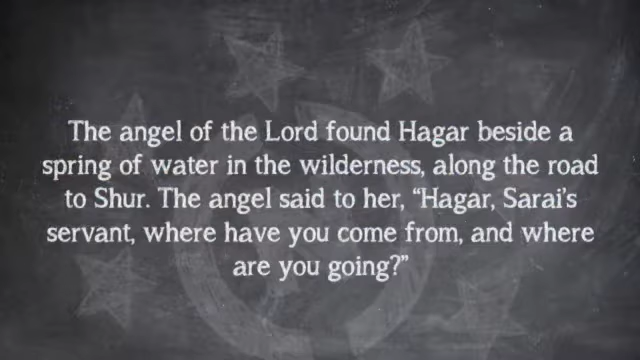 The angel of the Lord found Hagar beside a
spring of water in the wilderness, along the road
to Shur. The angel said to her, “Hagar, Sarai’s
servant, where have you come from, and where
are you going?”